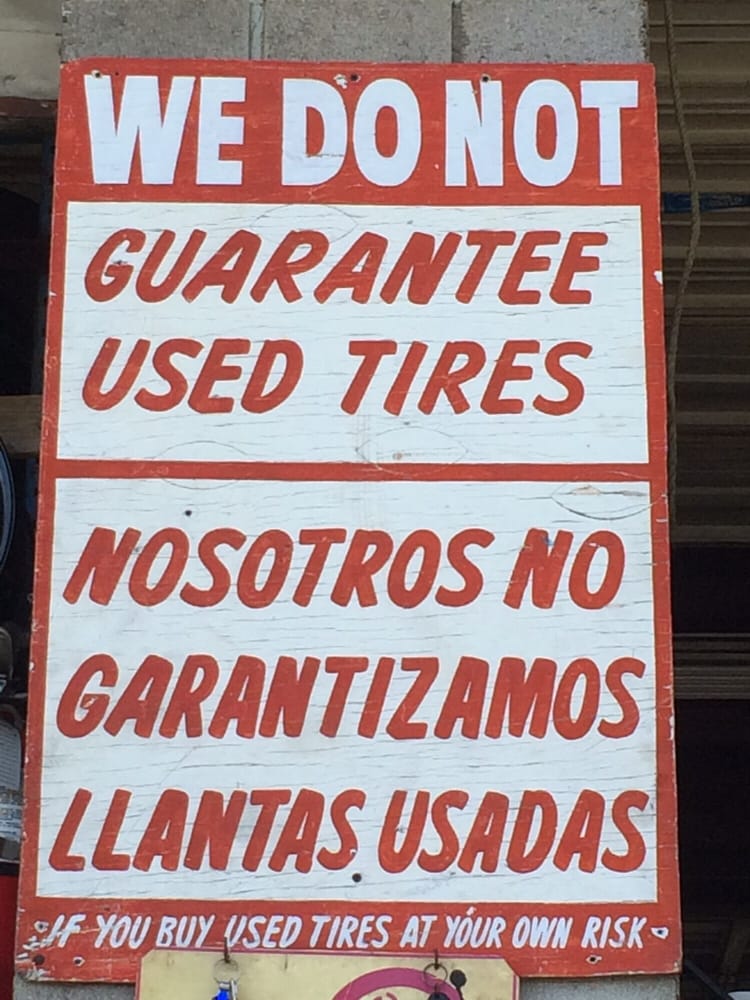 WE DO NOT
GUARANTEE
USED TIRES
NOSOTROS NO
GARANTIZAMOS
LLANTAS USADAS
IF YOU BUY USED TIRES AT YOUR OWN RISK